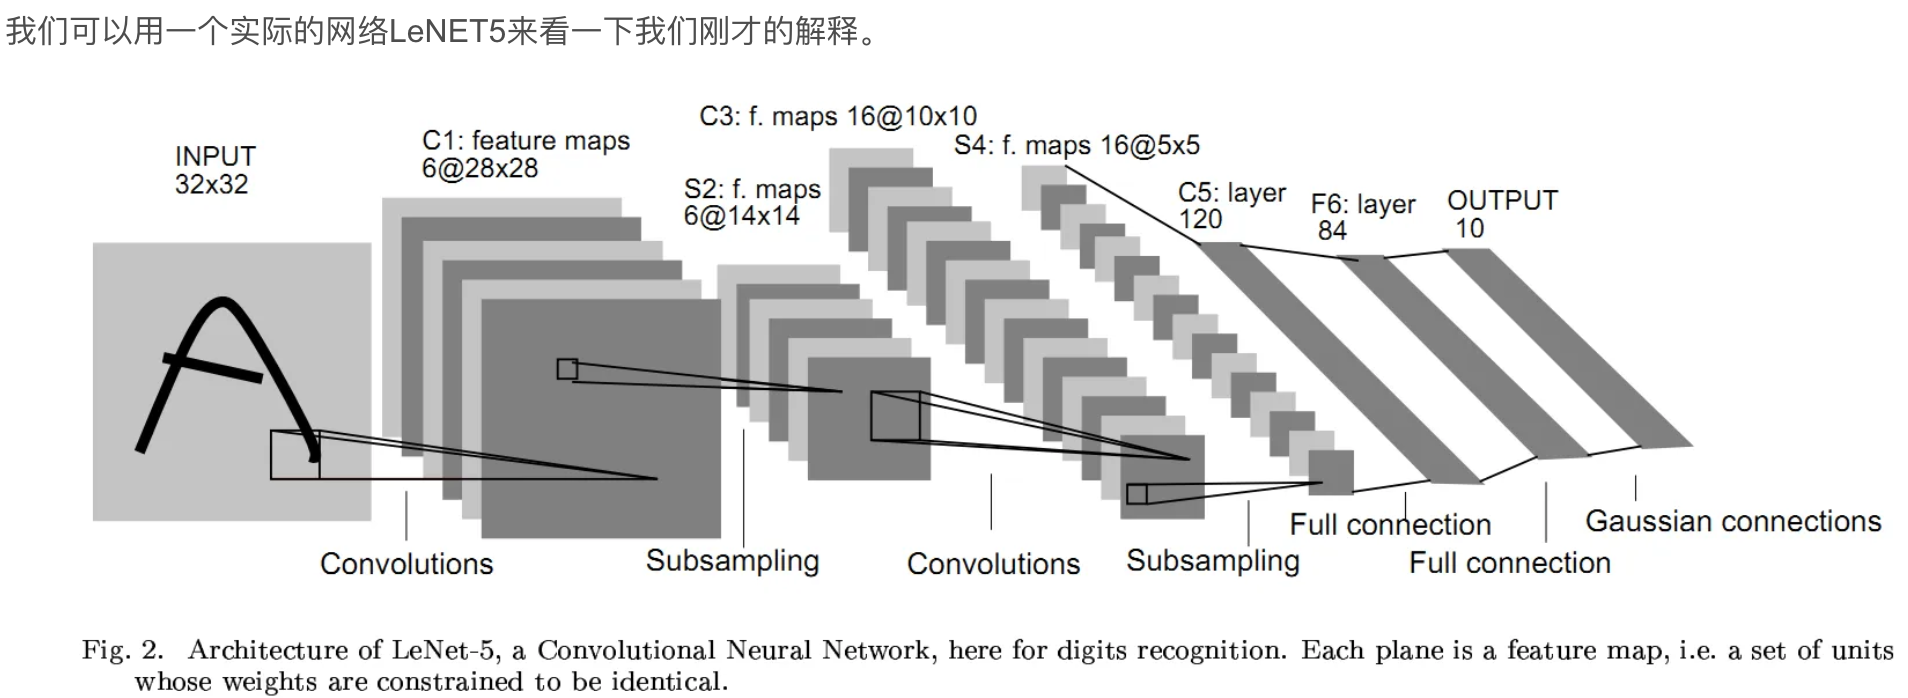 我们可以用一个实际的网络LeNET5来看一下我们刚才的解释。
INPUT
32x32
C1: feature maps
6@28x28
S2: f. maps
6@14x14
C3: f. maps 16@10x10
S4: f. maps 16@5x5
C5: layer
120
F6: layer
84
OUTPUT
10
Convolutions
Subsampling
Convolutions
Subsampling
Full connection
Full connection
Gaussian connections
Fig. 2. Architecture of LeNet-5, a Convolutional Neural Network, here for digits recognition. Each plane is a feature map, i.e. a set of units
whose weights are constrained to be identical.